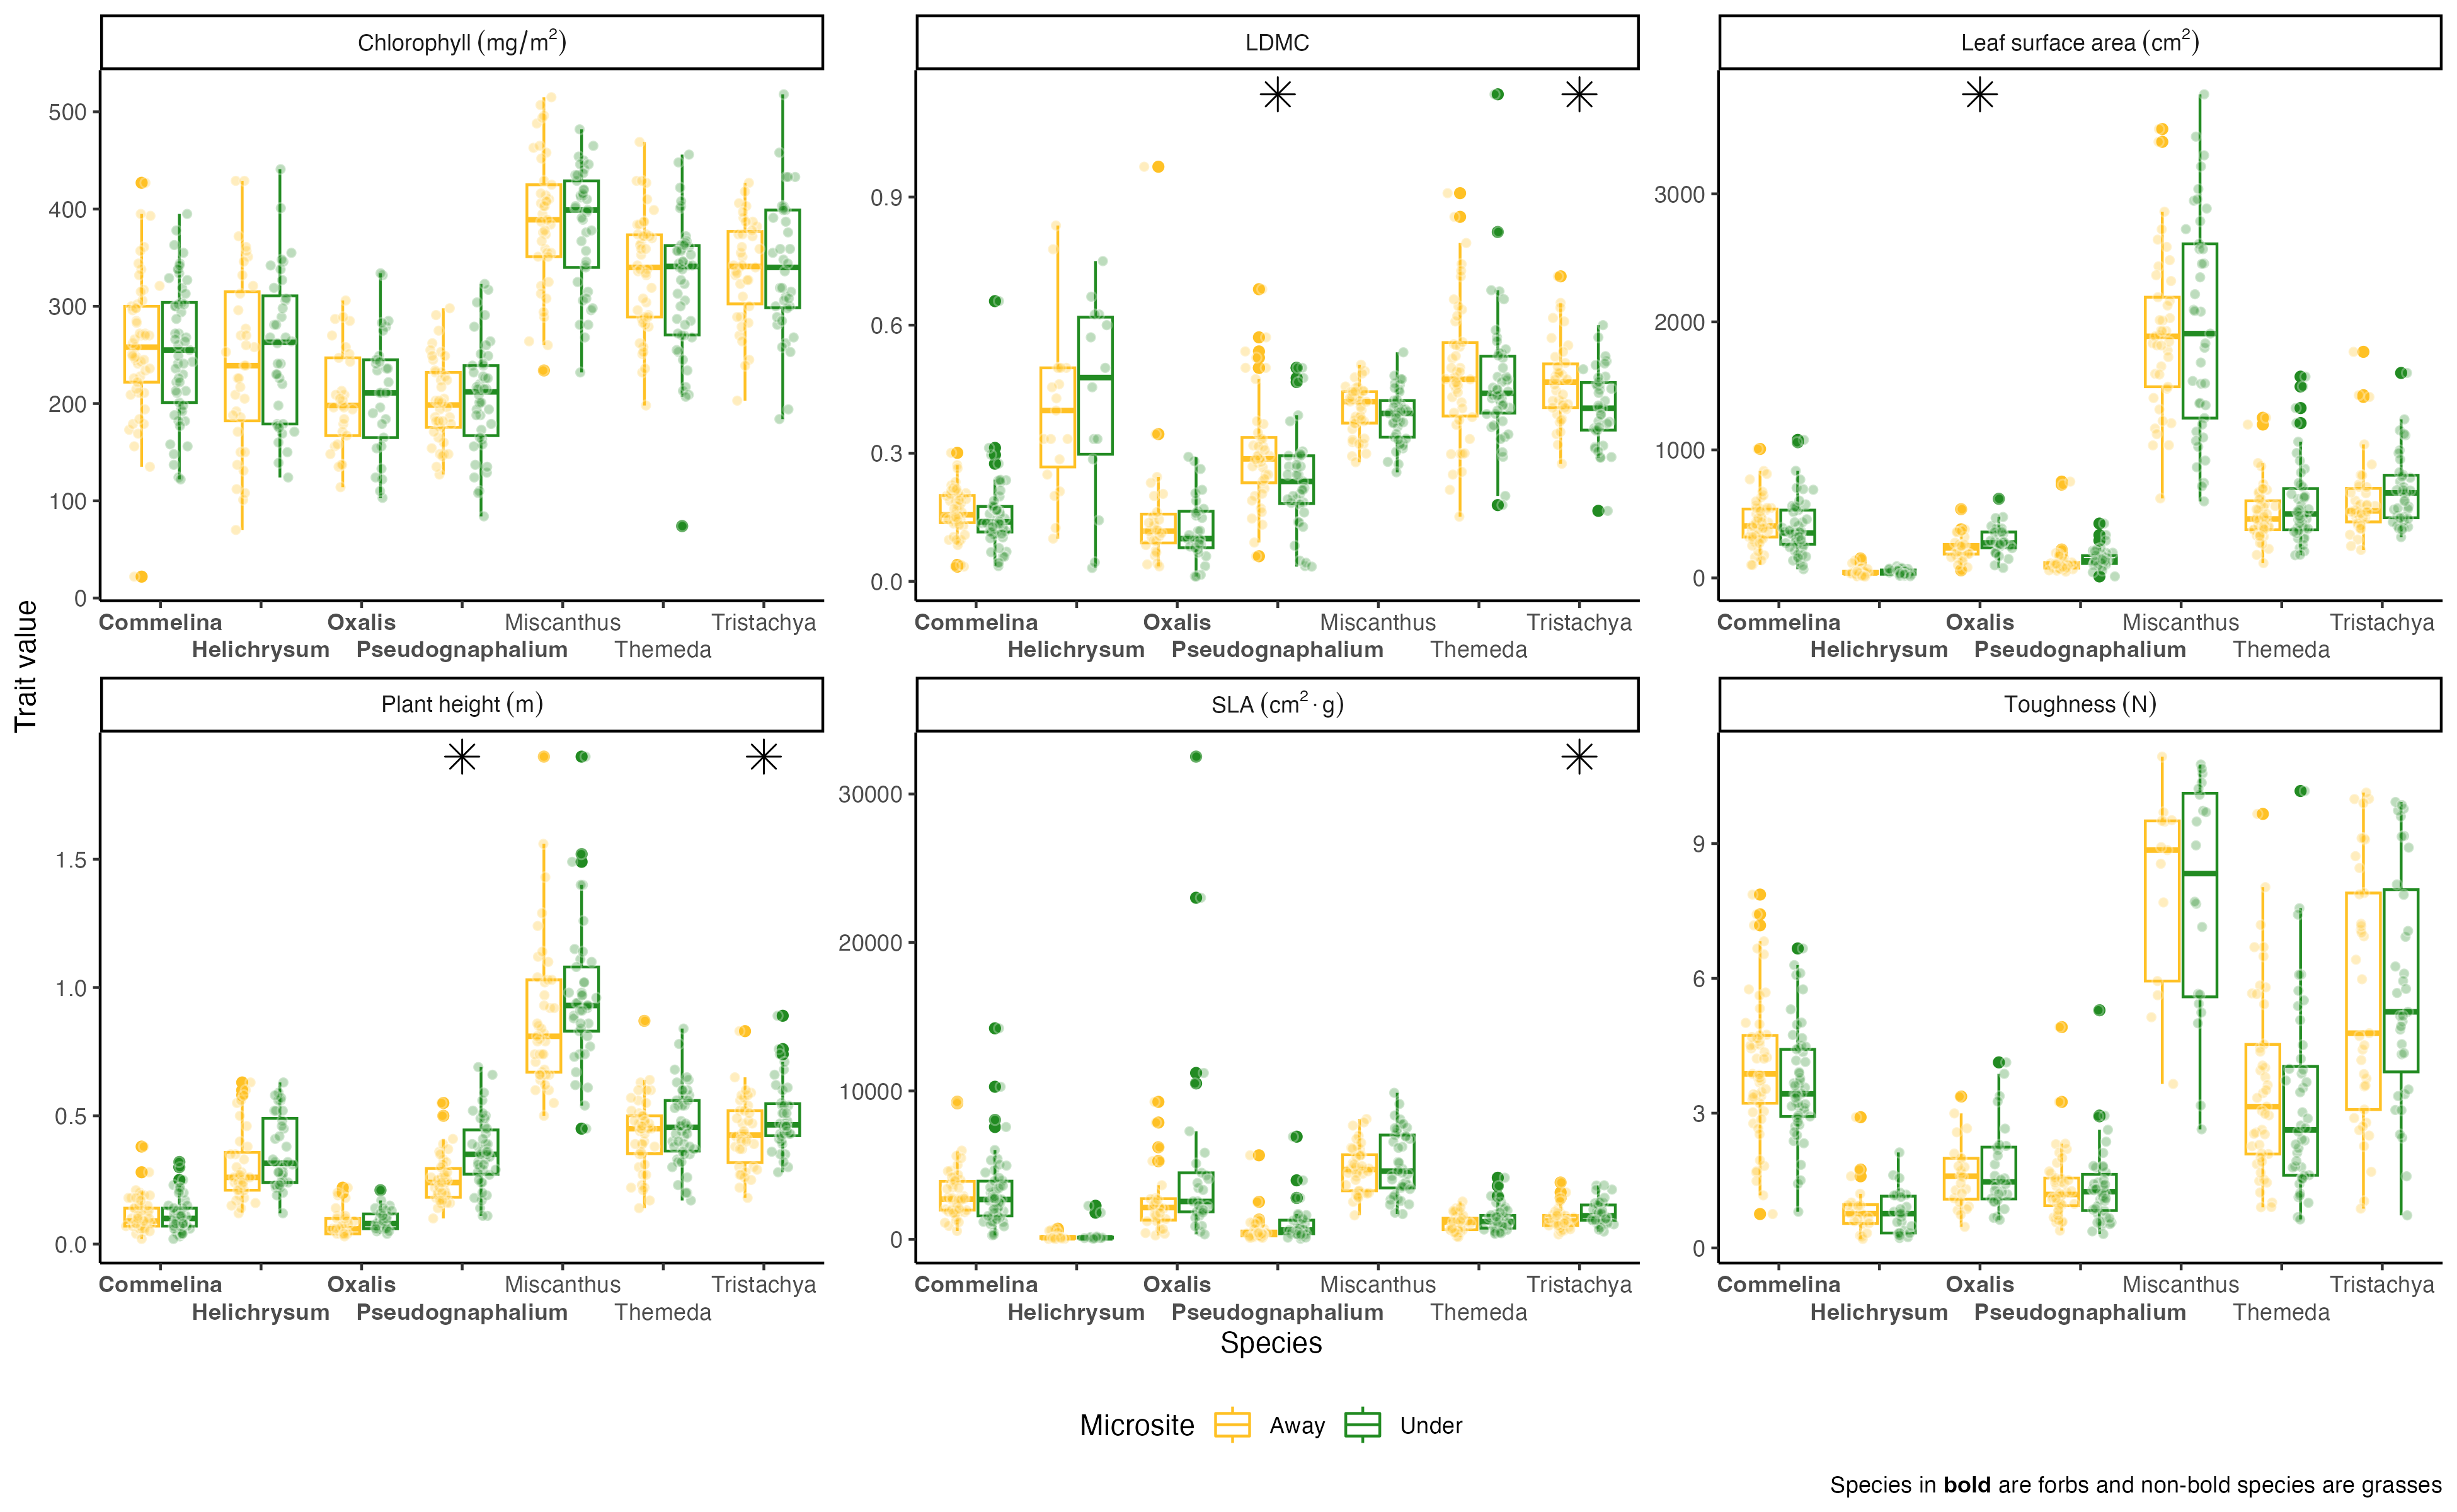 Chlorophyll (mg/m²)
LDMC
Leaf surface area (cm²)
Trait value
500
400
300
200
100
0
0.9
0.6
0.3
0.0
3000
2000
1000
0
Commelina Oxalis Miscanthus Tristachya
Helichrysum Pseudognaphalium Themeda
Commelina Oxalis Miscanthus Tristachya
Helichrysum Pseudognaphalium Themeda
Commelina Oxalis Miscanthus Tristachya
Helichrysum Pseudognaphalium Themeda
Plant height (m)
SLA (cm²·g)
Toughness (N)
1.5
1.0
0.5
0.0
30000
20000
10000
0
9
6
3
0
Commelina Oxalis Miscanthus Tristachya
Helichrysum Pseudognaphalium Themeda
Commelina Oxalis Miscanthus Tristachya
Helichrysum Pseudognaphalium Themeda
Commelina Oxalis Miscanthus Tristachya
Helichrysum Pseudognaphalium Themeda
Species
Microsite Away Under
Species in bold are forbs and non-bold species are grasses